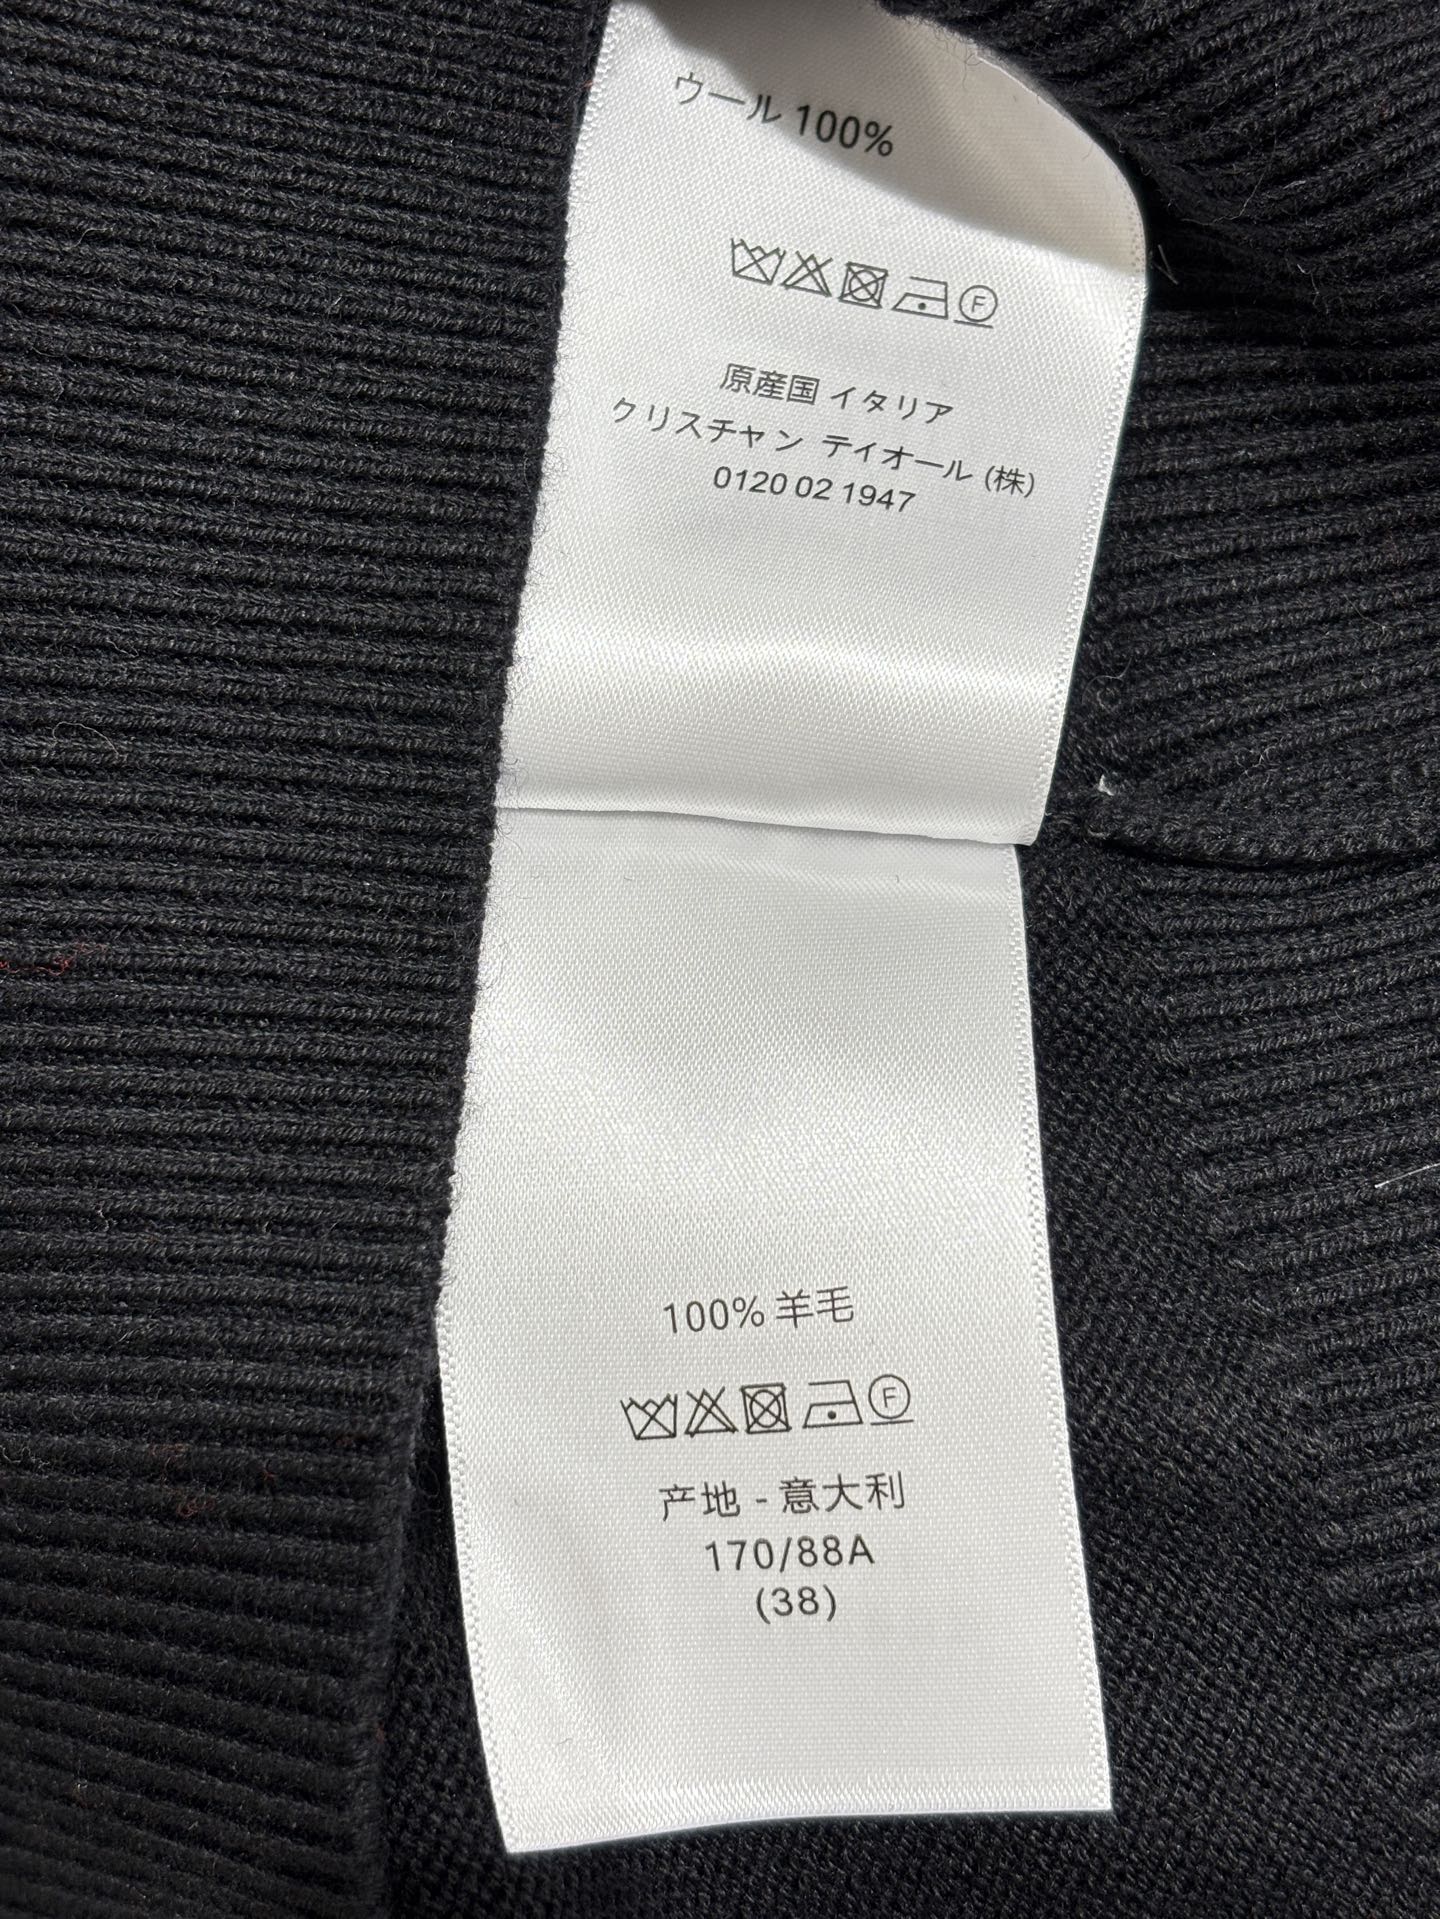 ウール 100%
F
原産国 イタリア
クリスチャン ディオール (株)
0120 02 1947
100% 羊毛
F
产地 - 意大利
170/88A
(38)